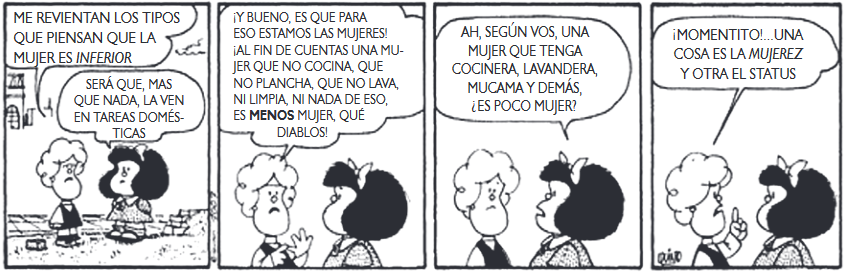 ME REVIENTAN LOS TIPOS
QUE PIENSAN QUE LA
MUJER ES INFERIOR
SERÁ QUE, MAS
QUE NADA, LA VEN
EN TAREAS DOMÉS-
TICAS
¡Y BUENO, ES QUE PARA
ESO ESTAMOS LAS MUJERES!
¡AL FIN DE CUENTAS UNA MU-
JER QUE NO COCINA, QUE
NO PLANCHA, QUE NO LAVA,
NI LIMPIA, NI NADA DE ESO,
ES MENOS MUJER, QUÉ
DIABLOS!
AH, SEGÚN VOS, UNA
MUJER QUE TENGA
COCINERA, LAVANDERA,
MUCAMA Y DEMÁS,
¿ES POCO MUJER?
¡MOMENTITO!...UNA
COSA ES LA MUJEREZ
Y OTRA EL STATUS
QUINO